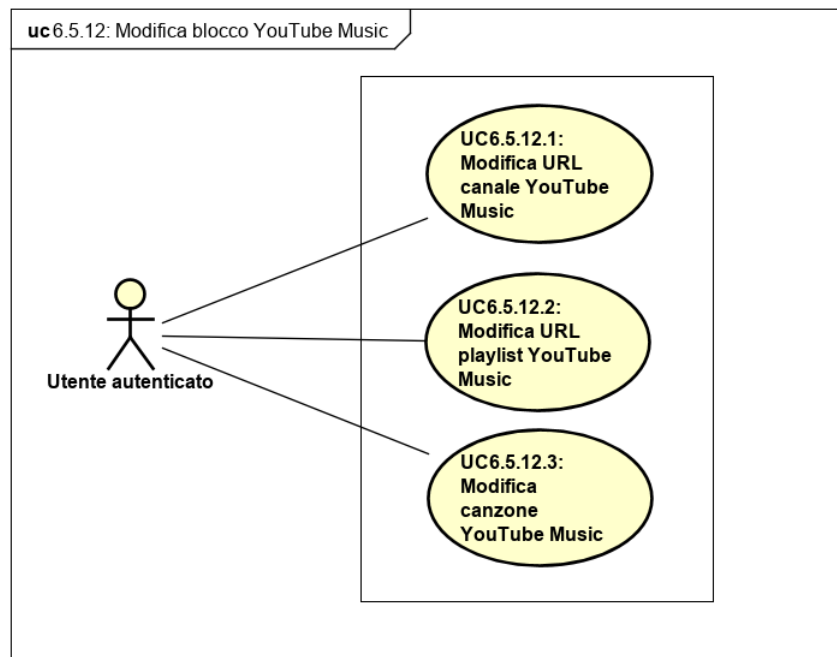 uc 6.5.12: Modifica blocco YouTube Music
UC6.5.12.1:
Modifica URL
canale YouTube
Music
UC6.5.12.2:
Modifica URL
playlist YouTube
Music
Utente autenticato
UC6.5.12.3:
Modifica
canzone
YouTube Music